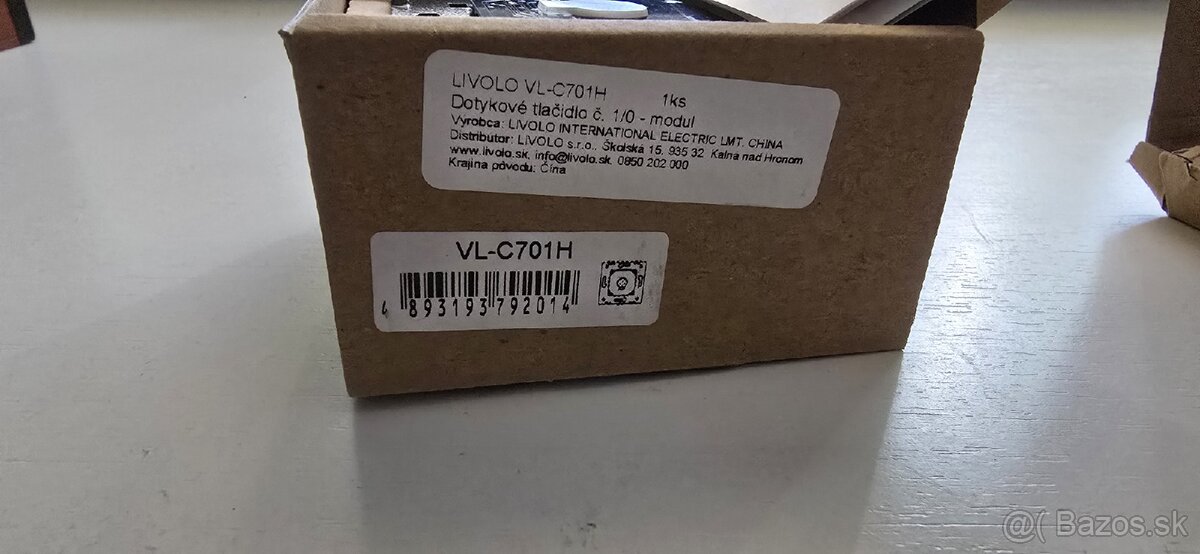 LIVOLO VL-C701H 1ks
Dotykové tlačidlo č. 1/0 - modul
Výrobca: LIVOLO INTERNATIONAL ELECTRIC LMT. CHINA
Distributor: LIVOLO s.r.o., Školská 15, 935 32 Kalna nad Hronom
www.livolo.sk, info@livolo.sk, 0850 202 000
Krajina pôvodu: Čína
VL-C701H
4 893193 792014
@( Bazos.sk